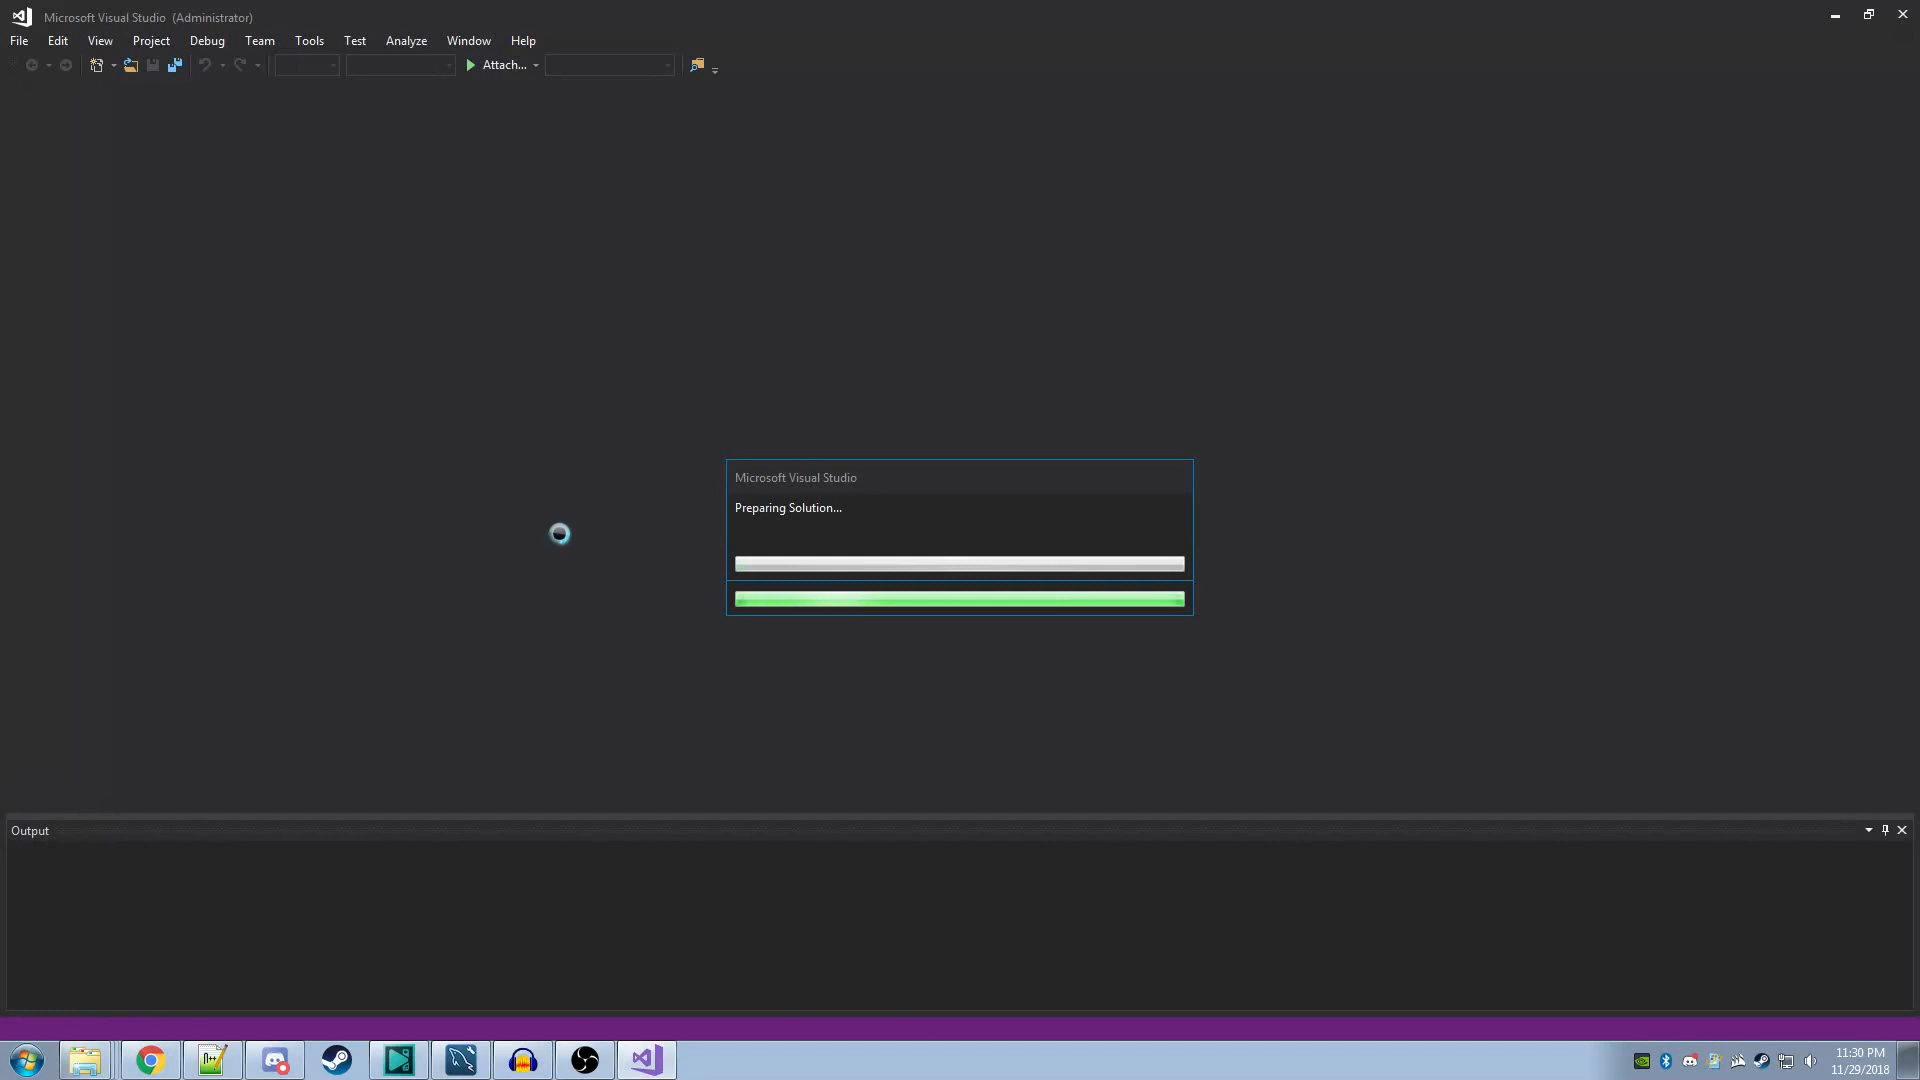 Microsoft Visual Studio (Administrator)
File Edit View Project Debug Team Tools Test Analyze Window Help
Attach...
Microsoft Visual Studio
Preparing Solution...
Output
11:30 PM
11/29/2018